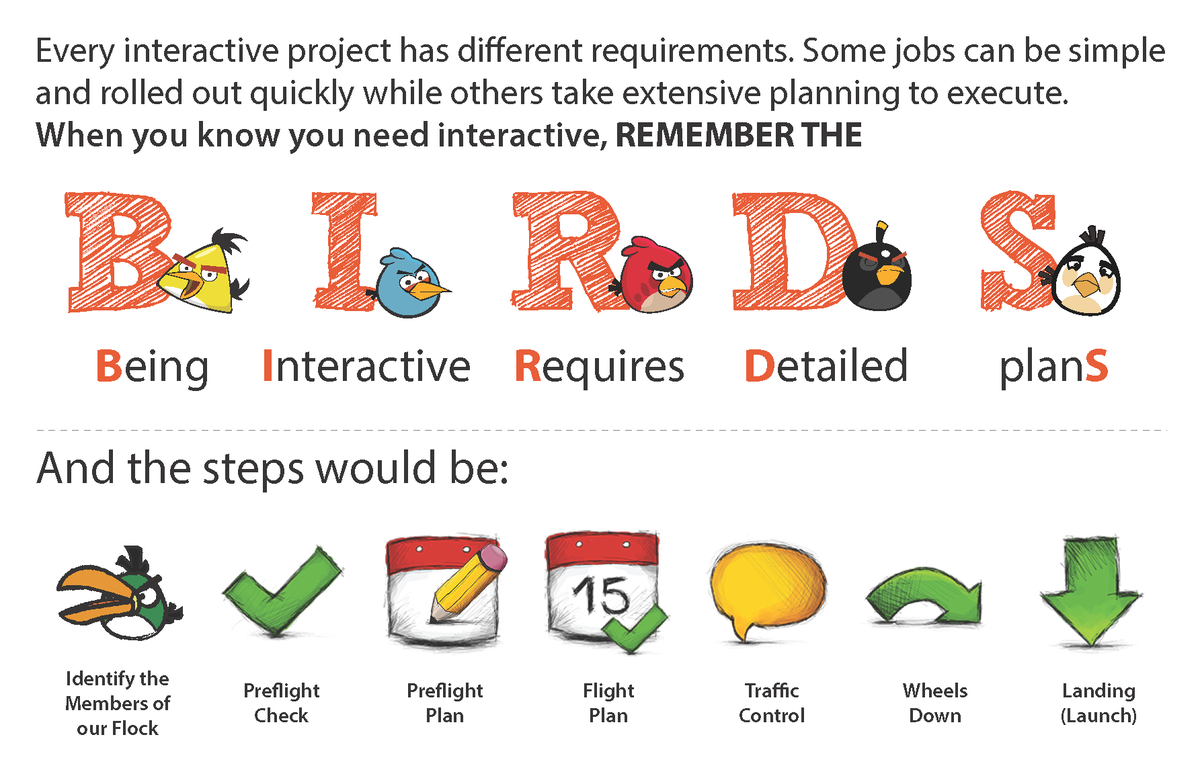 Every interactive project has different requirements. Some jobs can be simple
and rolled out quickly while others take extensive planning to execute.
When you know you need interactive, REMEMBER THE
B I R D S
Being Interactive Requires Detailed planS
And the steps would be:
15
Identify the
Members of
our Flock
Preflight
Check
Preflight
Plan
Flight
Plan
Traffic
Control
Wheels
Down
Landing
(Launch)